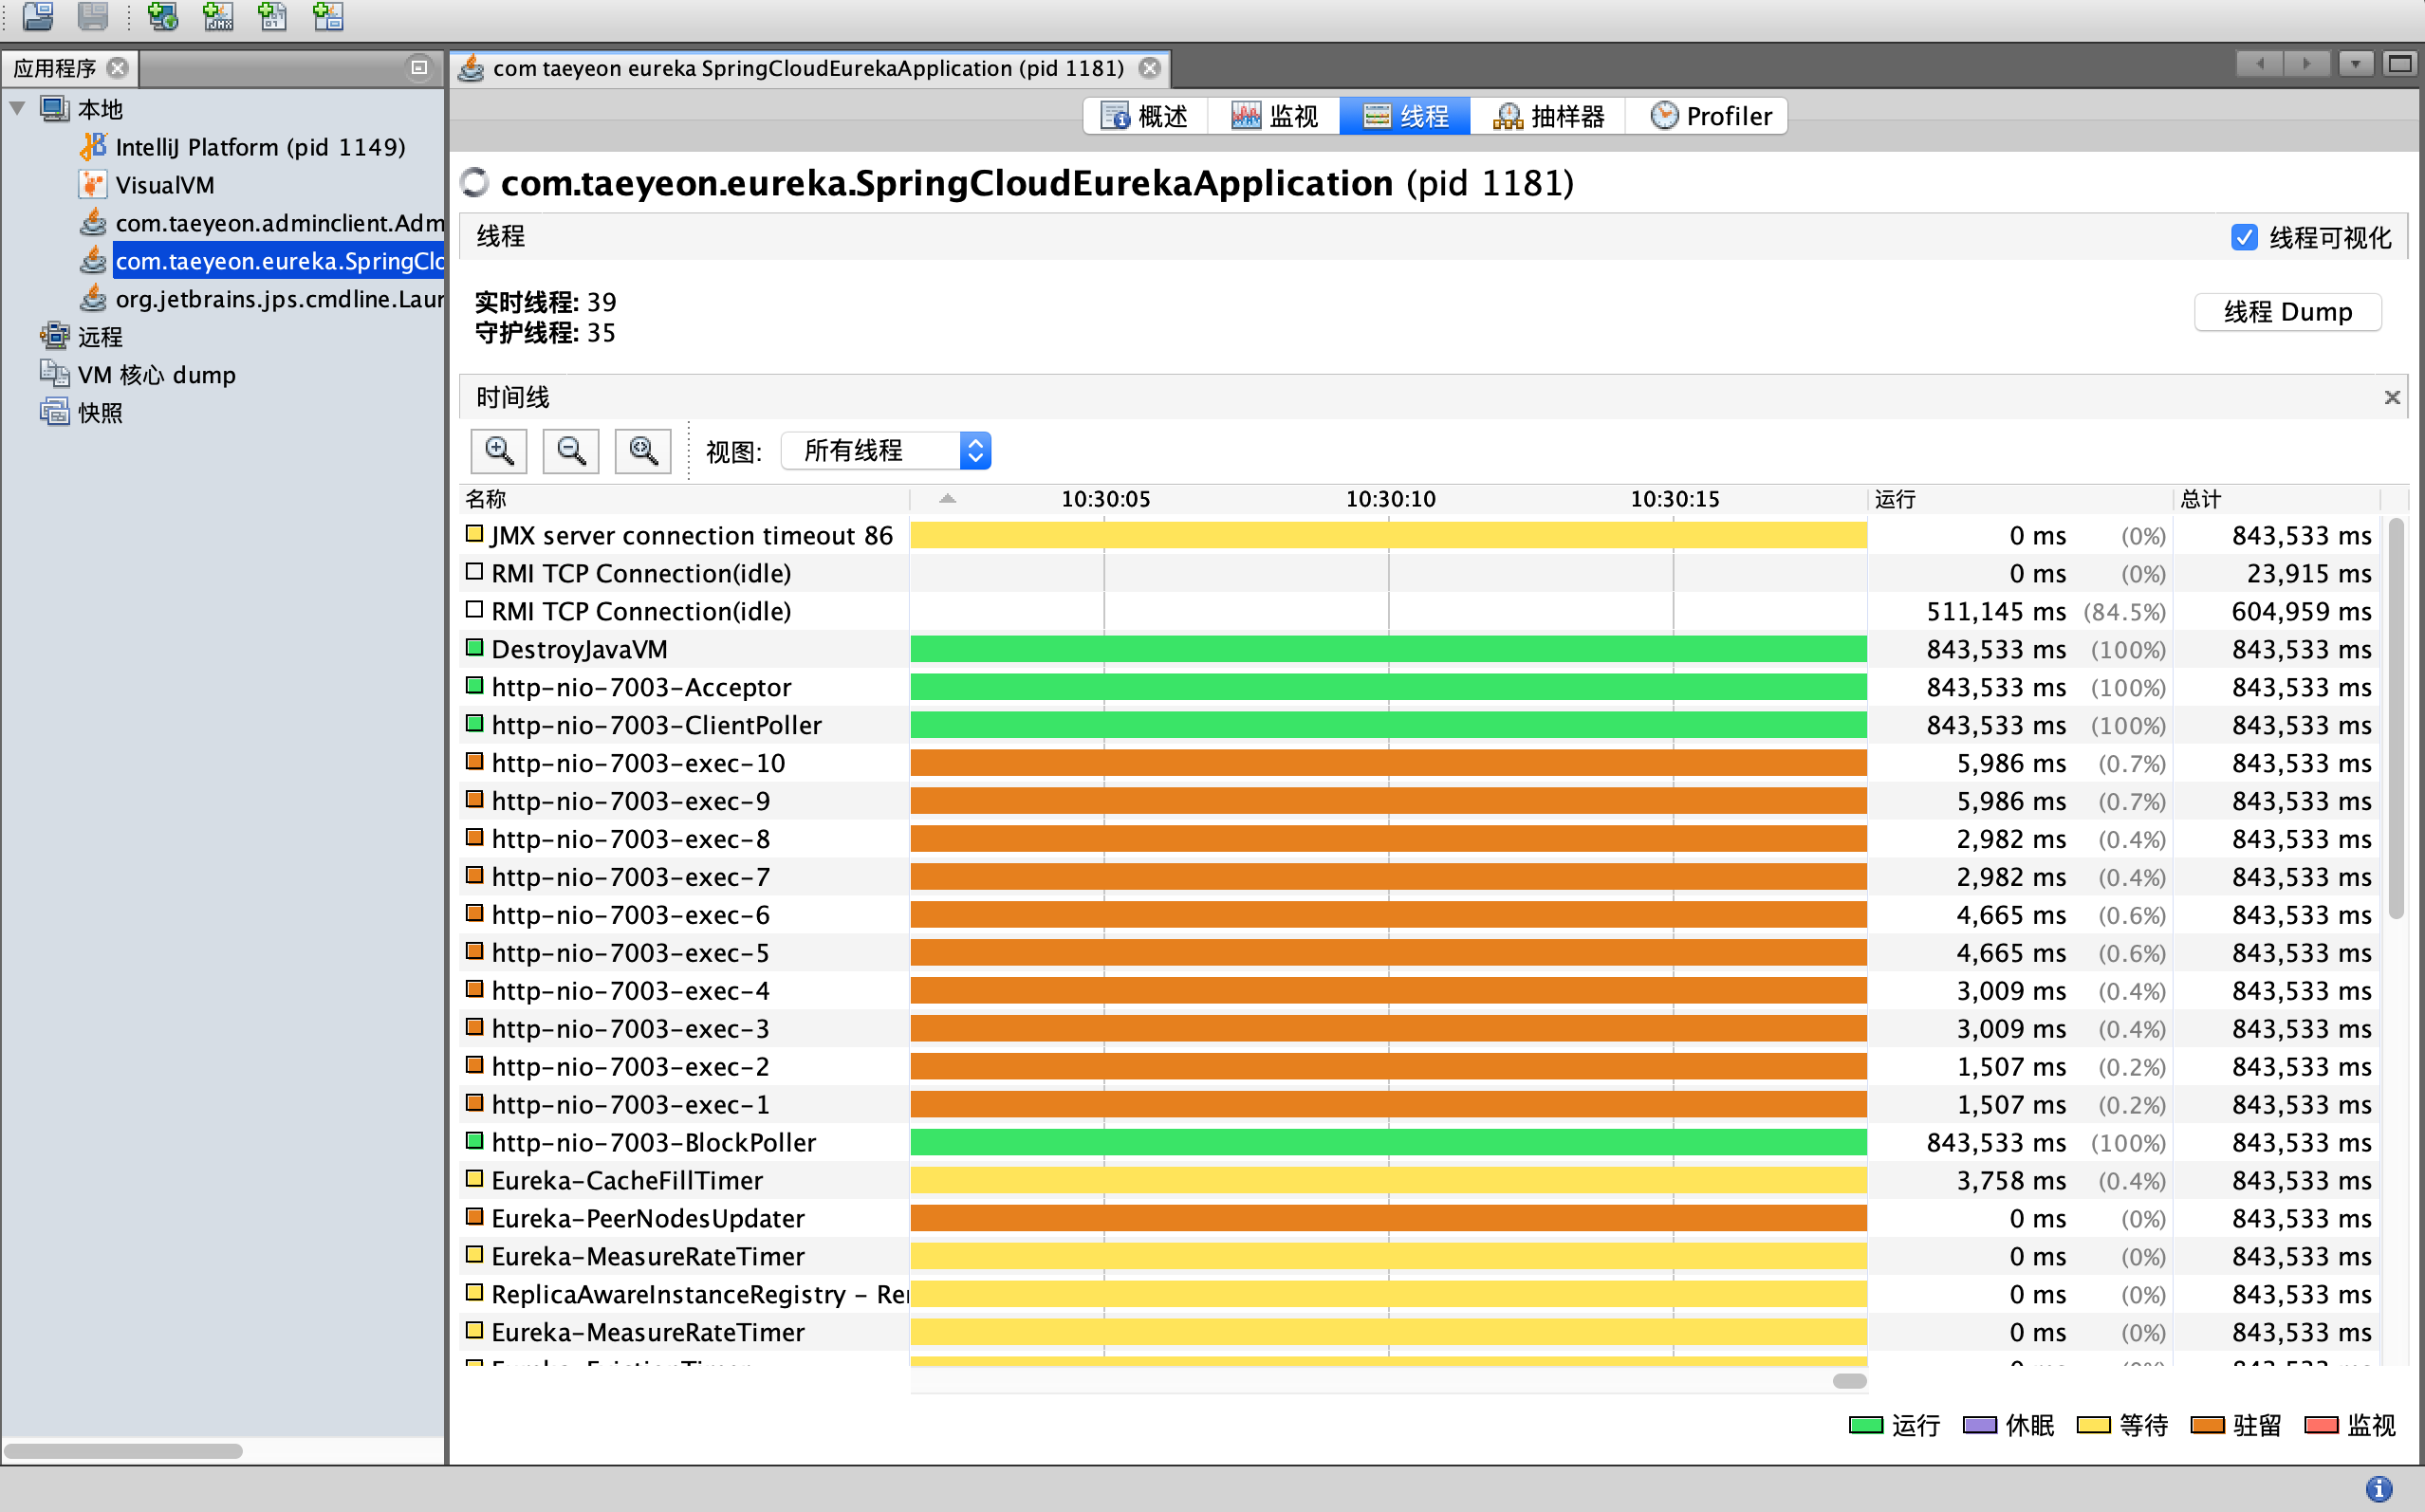 应用程序
本地
IntelliJ Platform (pid 1149)
VisualVM
com.taeyeon.adminclient.Adm
com.taeyeon.eureka.SpringClo
org.jetbrains.jps.cmdline.Laun
远程
VM 核心 dump
快照
com taeyeon eureka SpringCloudEurekaApplication (pid 1181)
概述 监视 线程 抽样器 Profiler
com.taeyeon.eureka.SpringCloudEurekaApplication (pid 1181)
线程 线程可视化
实时线程: 39
守护线程: 35
线程 Dump
时间线
视图: 所有线程
名称 10:30:05 10:30:10 10:30:15 运行 总计
JMX server connection timeout 86 0 ms (0%) 843,533 ms
RMI TCP Connection(idle) 0 ms (0%) 23,915 ms
RMI TCP Connection(idle) 511,145 ms (84.5%) 604,959 ms
DestroyJavaVM 843,533 ms (100%) 843,533 ms
http-nio-7003-Acceptor 843,533 ms (100%) 843,533 ms
http-nio-7003-ClientPoller 843,533 ms (100%) 843,533 ms
http-nio-7003-exec-10 5,986 ms (0.7%) 843,533 ms
http-nio-7003-exec-9 5,986 ms (0.7%) 843,533 ms
http-nio-7003-exec-8 2,982 ms (0.4%) 843,533 ms
http-nio-7003-exec-7 2,982 ms (0.4%) 843,533 ms
http-nio-7003-exec-6 4,665 ms (0.6%) 843,533 ms
http-nio-7003-exec-5 4,665 ms (0.6%) 843,533 ms
http-nio-7003-exec-4 3,009 ms (0.4%) 843,533 ms
http-nio-7003-exec-3 3,009 ms (0.4%) 843,533 ms
http-nio-7003-exec-2 1,507 ms (0.2%) 843,533 ms
http-nio-7003-exec-1 1,507 ms (0.2%) 843,533 ms
http-nio-7003-BlockPoller 843,533 ms (100%) 843,533 ms
Eureka-CacheFillTimer 3,758 ms (0.4%) 843,533 ms
Eureka-PeerNodesUpdater 0 ms (0%) 843,533 ms
Eureka-MeasureRateTimer 0 ms (0%) 843,533 ms
ReplicaAwareInstanceRegistry - Re 0 ms (0%) 843,533 ms
Eureka-MeasureRateTimer 0 ms (0%) 843,533 ms
运行 休眠 等待 驻留 监视